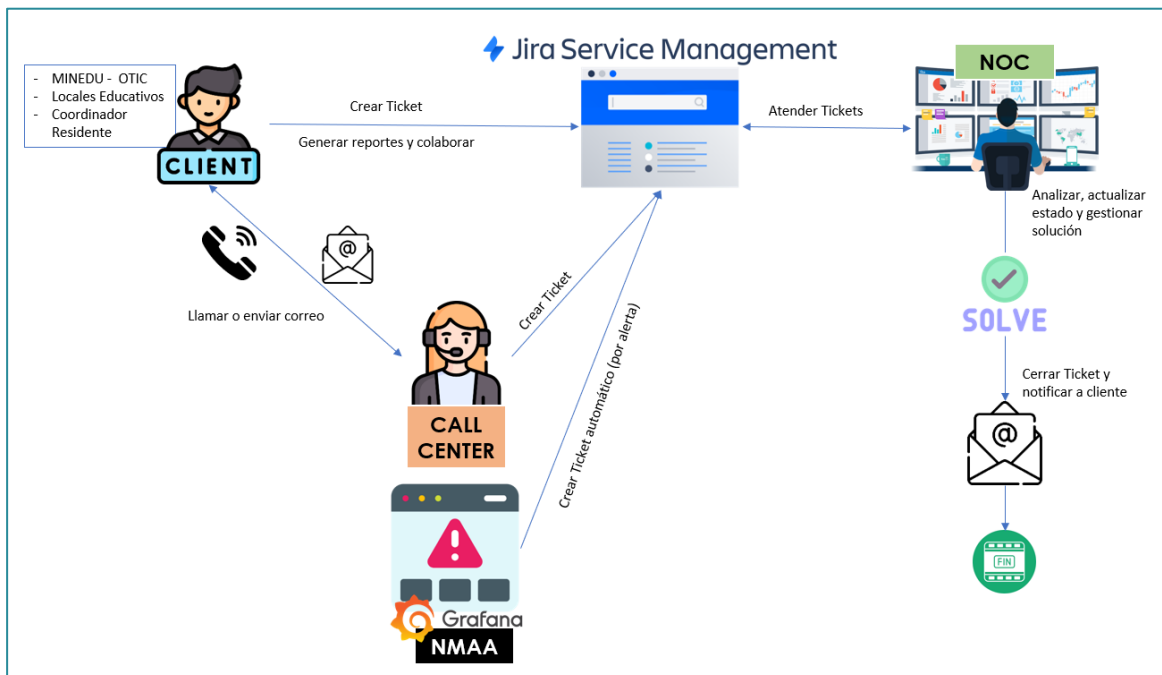 Jira Service Management
- MINEDU - OTIC
- Locales Educativos
- Coordinador
Residente
CLIENT
Crear Ticket
Generar reportes y colaborar
Atender Tickets
NOC
Analizar, actualizar
estado y gestionar
solución
SOLVE
Llamar o enviar correo
Crear Ticket
Crear Ticket automático (por alerta)
CALL
CENTER
Cerrar Ticket y
notificar a cliente
@
@
FIN
Grafana
NMAA